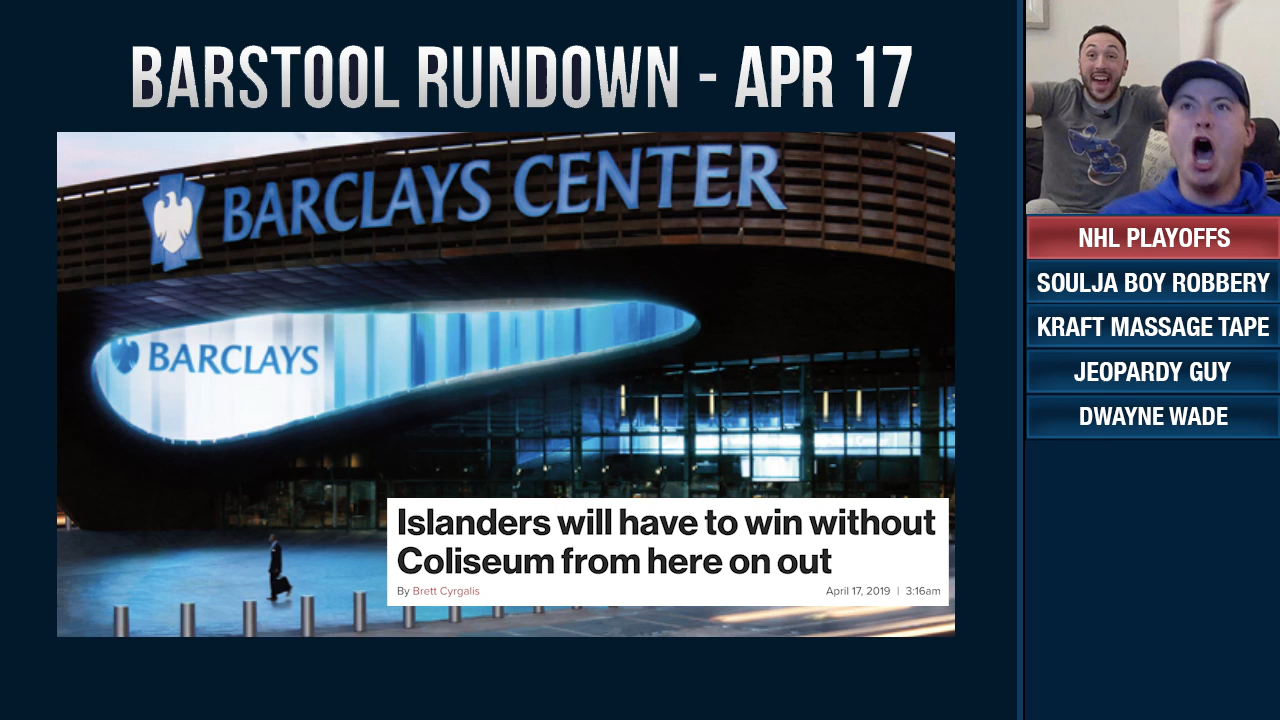 BARSTOOL RUNDOWN - APR 17
BARCLAYS CENTER
BARCLAYS
Islanders will have to win without
Coliseum from here on out
By Brett Cyrgalis April 17, 2019 | 3:16am
NHL PLAYOFFS
SOULJA BOY ROBBERY
KRAFT MASSAGE TAPE
JEOPARDY GUY
DWAYNE WADE